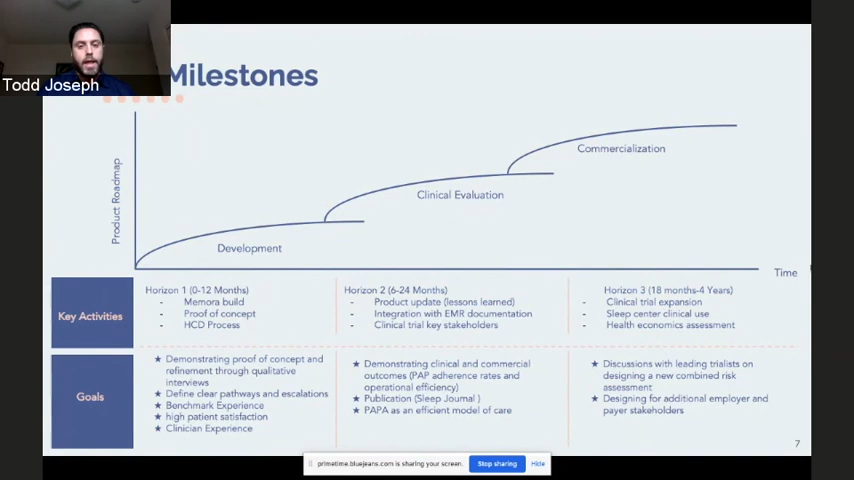 Todd Joseph
Milestones
Product Roadmap
Commercialization
Clinical Evaluation
Development
Time
Key Activities
Horizon 1 (0-12 Months)
- Memora build
- Proof of concept
- HCD Process
Horizon 2 (6-24 Months)
- Product update (lessons learned)
- Integration with EMR documentation
- Clinical trial key stakeholders
Horizon 3 (18 months-4 Years)
- Clinical trial expansion
- Sleep center clinical use
- Health economics assessment
Goals
★ Demonstrating proof of concept and
refinement through qualitative
interviews
★ Define clear pathways and escalations
★ Benchmark Experience
★ high patient satisfaction
★ Clinician Experience
★ Demonstrating clinical and commercial
outcomes (PAP adherence rates and
operational efficiency)
★ Publication (Sleep Journal )
★ PAPA as an efficient model of care
★ Discussions with leading trialists on
designing a new combined risk
assessment
★ Designing for additional employer and
payer stakeholders
7
primetime.bluejeans.com is sharing your screen.
Stop sharing
Hide